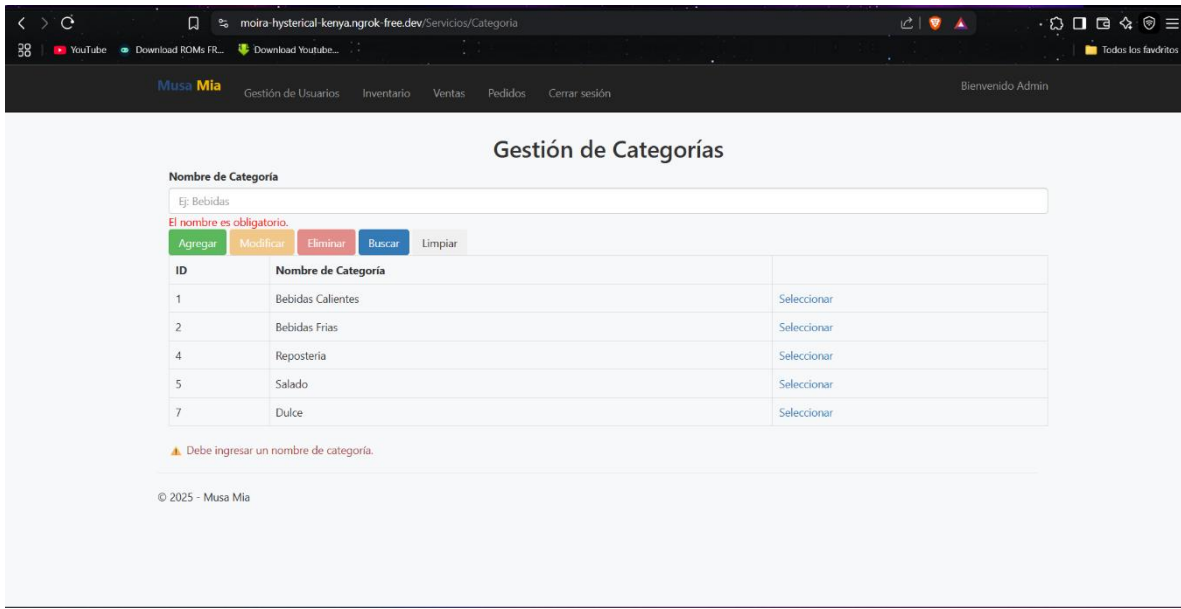 moira-hysterical-kenya.ngrok-free.dev/Servicios/Categoria
YouTube Download ROMs FR... Download Youtube... Todos los favoritos
Musa Mia Gestión de Usuarios Inventario Ventas Pedidos Cerrar sesión Bienvenido Admin
Gestión de Categorías
Nombre de Categoría
Ej: Bebidas
El nombre es obligatorio.
Agregar Modificar Eliminar Buscar Limpiar
ID Nombre de Categoría
1 Bebidas Calientes Seleccionar
2 Bebidas Frias Seleccionar
4 Reposteria Seleccionar
5 Salado Seleccionar
7 Dulce Seleccionar
Debe ingresar un nombre de categoría.
© 2025 - Musa Mia